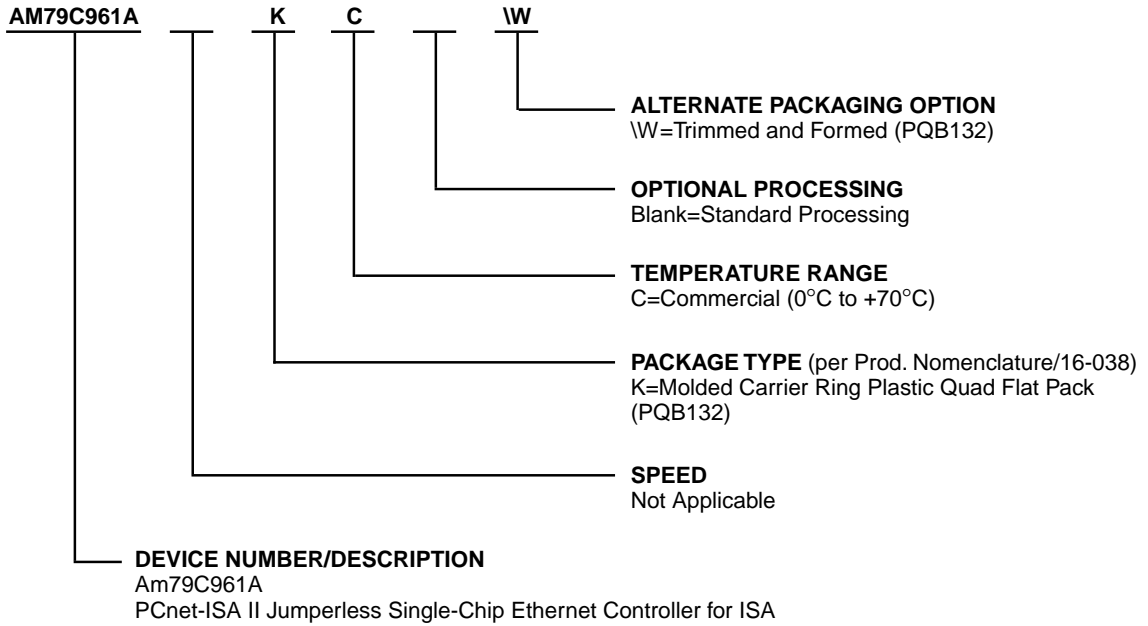 AM79C961A K C \W
ALTERNATE PACKAGING OPTION
\W=Trimmed and Formed (PQB132)
OPTIONAL PROCESSING
Blank=Standard Processing
TEMPERATURE RANGE
C=Commercial (0°C to +70°C)
PACKAGE TYPE (per Prod. Nomenclature/16-038)
K=Molded Carrier Ring Plastic Quad Flat Pack
(PQB132)
SPEED
Not Applicable
DEVICE NUMBER/DESCRIPTION
Am79C961A
PCnet-ISA II Jumperless Single-Chip Ethernet Controller for ISA